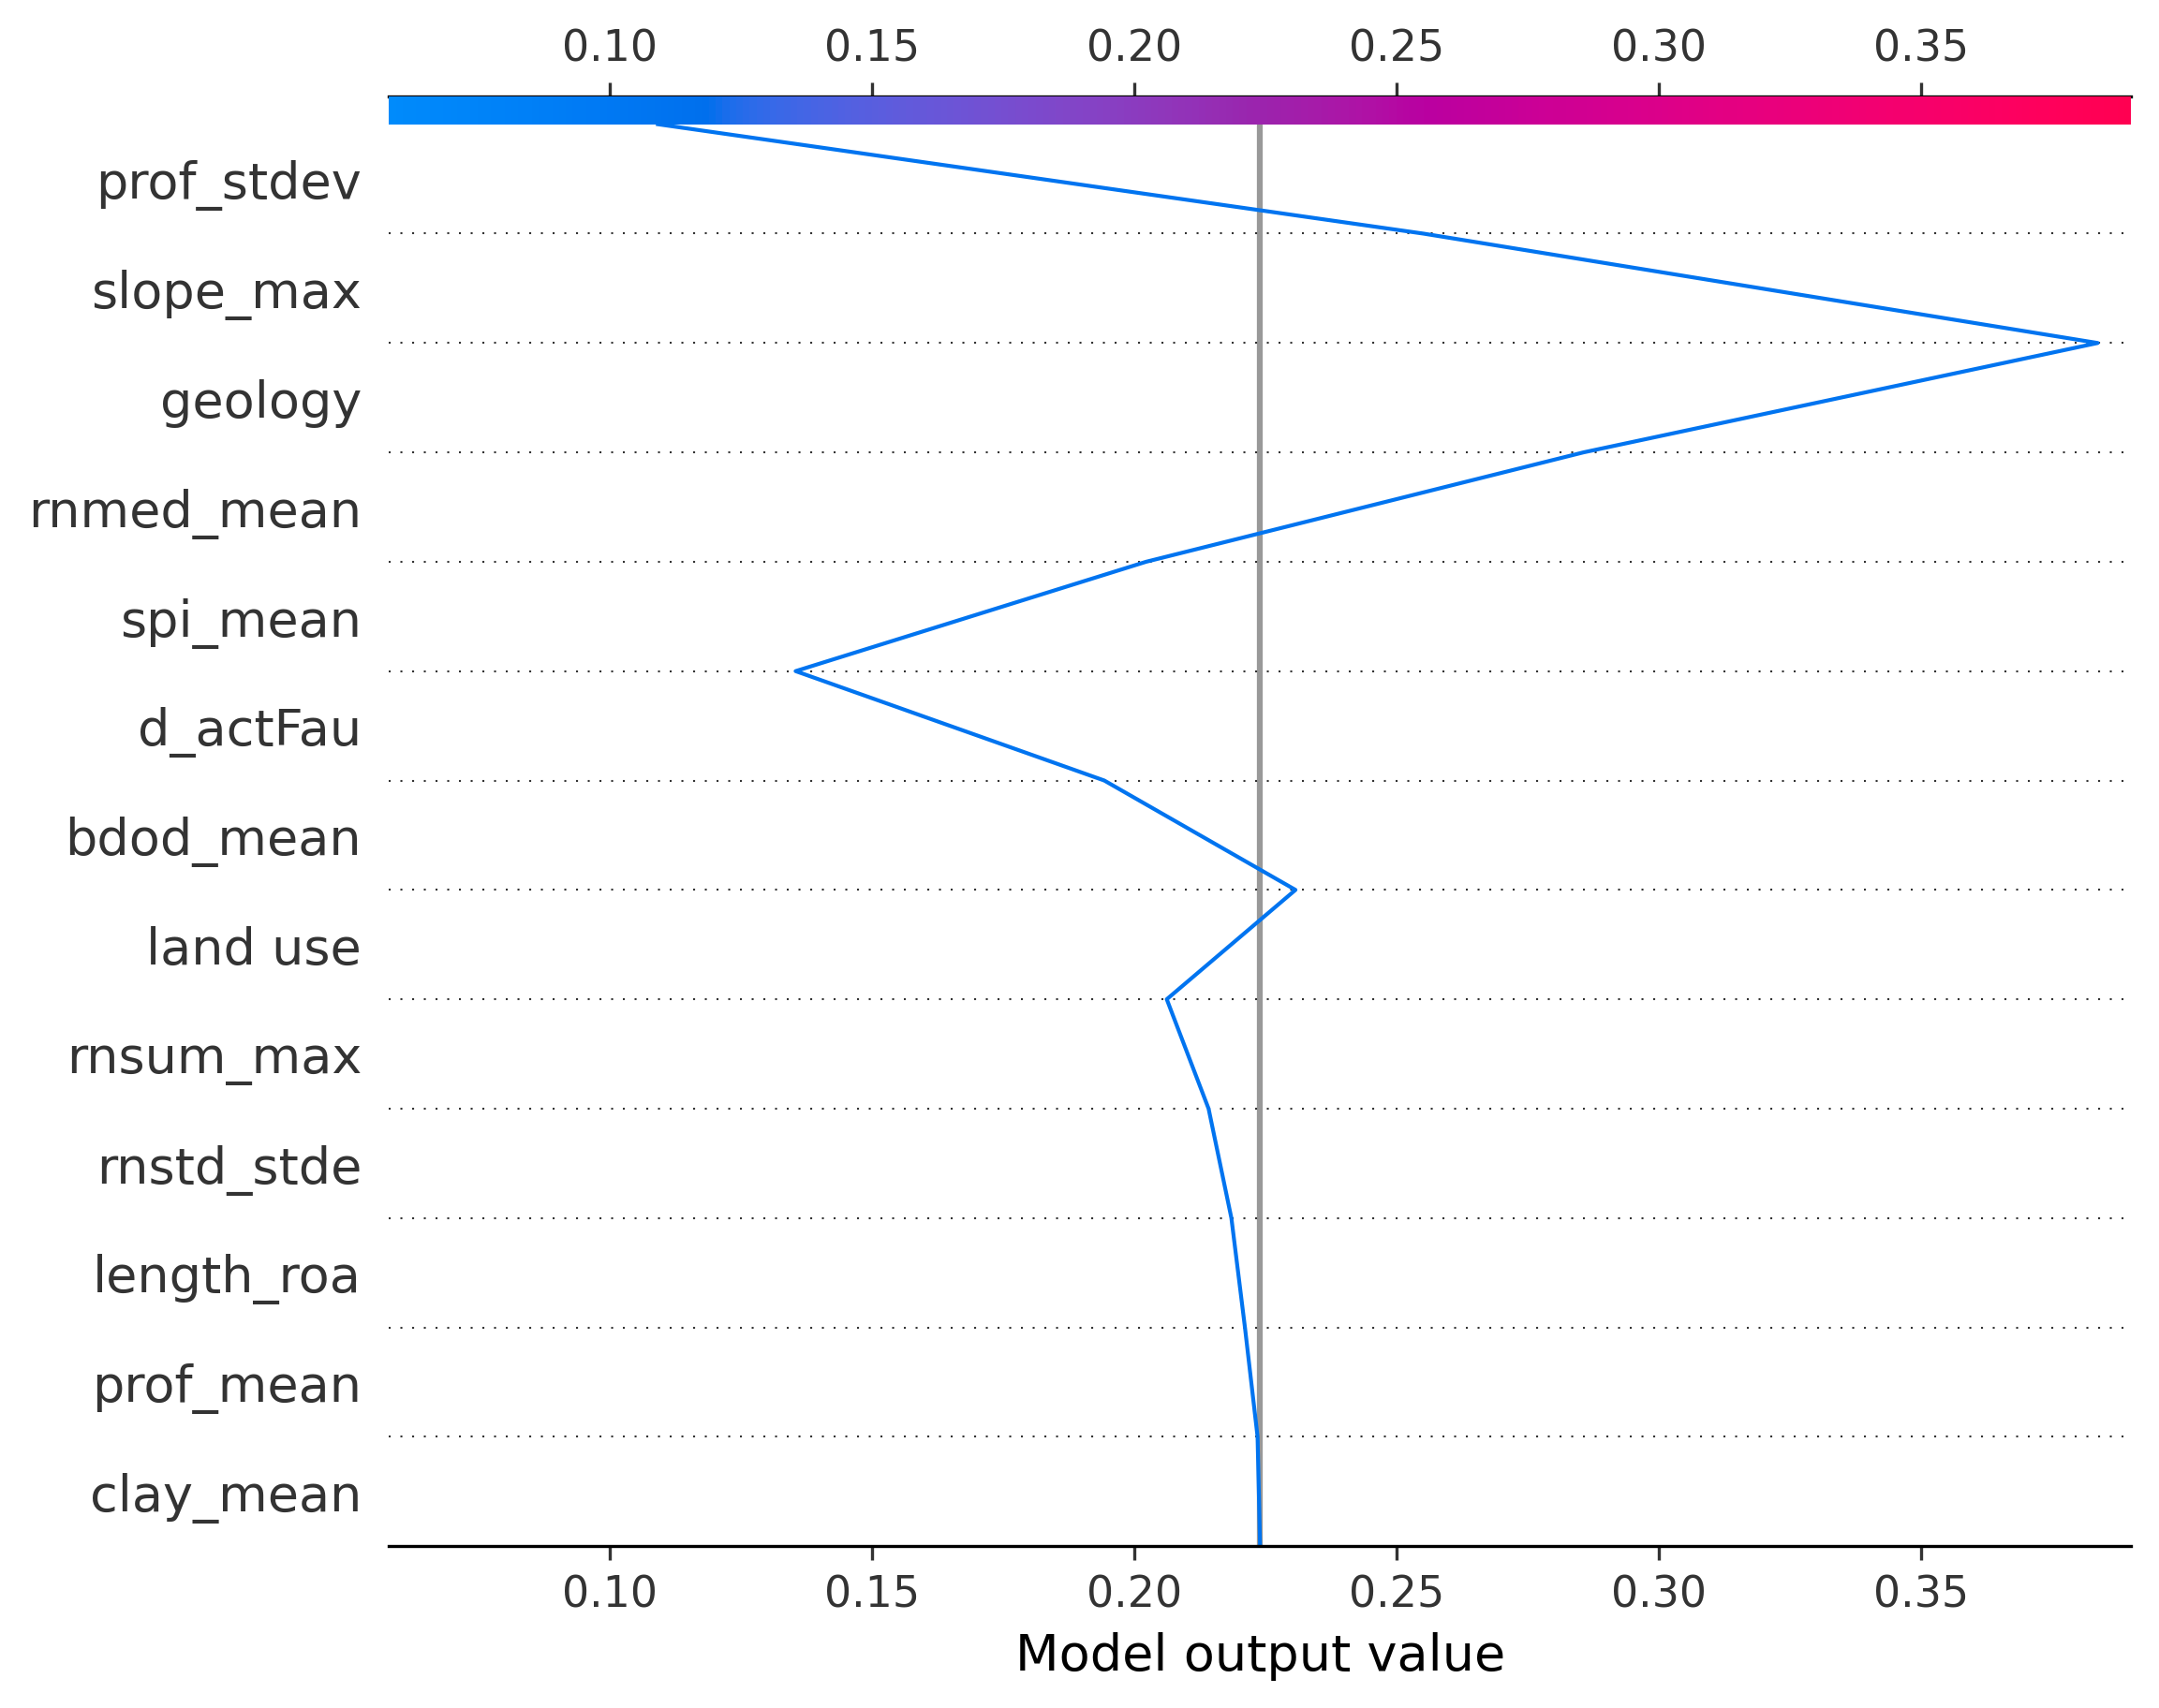 0.10 0.15 0.20 0.25 0.30 0.35
prof_stdev
slope_max
geology
rnmed_mean
spi_mean
d_actFau
bdod_mean
land use
rnsum_max
rnstd_stde
length_roa
prof_mean
clay_mean
0.10 0.15 0.20 0.25 0.30 0.35
Model output value